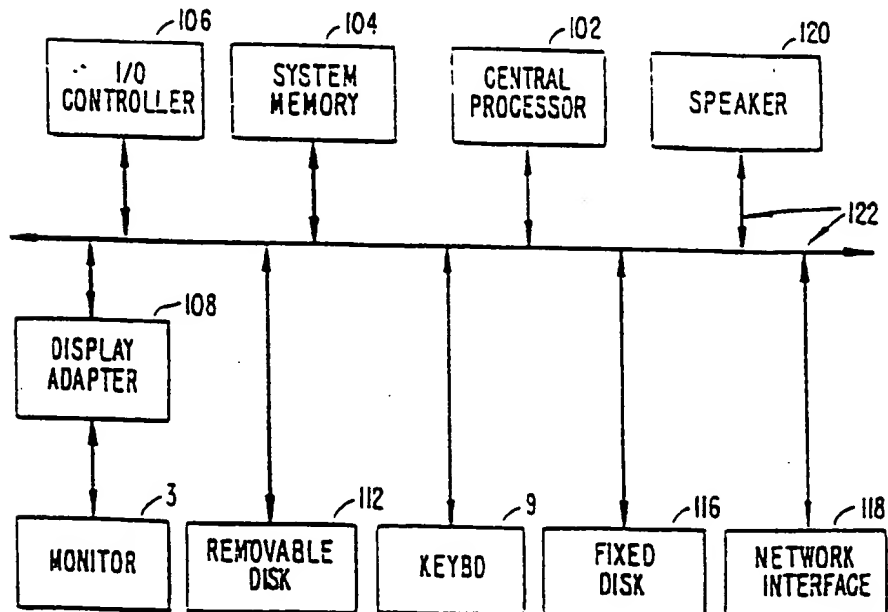 106
104
102
120
I/O
CONTROLLER
SYSTEM
MEMORY
CENTRAL
PROCESSOR
SPEAKER
122
108
DISPLAY
ADAPTER
3
112
9
116
118
MONITOR
REMOVABLE
DISK
KEYBD
FIXED
DISK
NETWORK
INTERFACE